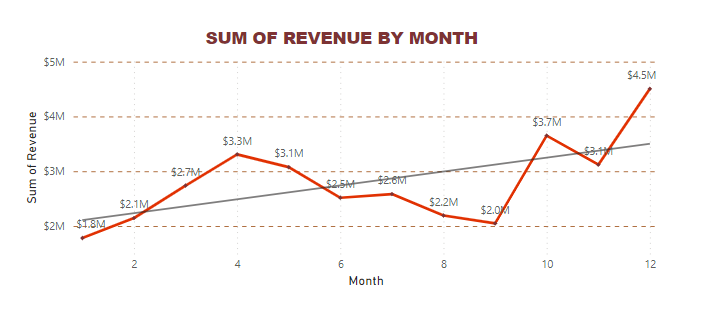 SUM OF REVENUE BY MONTH
$5M
$4M
$3M
$2M
Sum of Revenue
$1.8M
$2.1M
$2.7M
$3.3M
$3.1M
$2.5M
$2.6M
$2.2M
$2.0M
$3.7M
$3.1M
$4.5M
2 4 6 8 10 12
Month